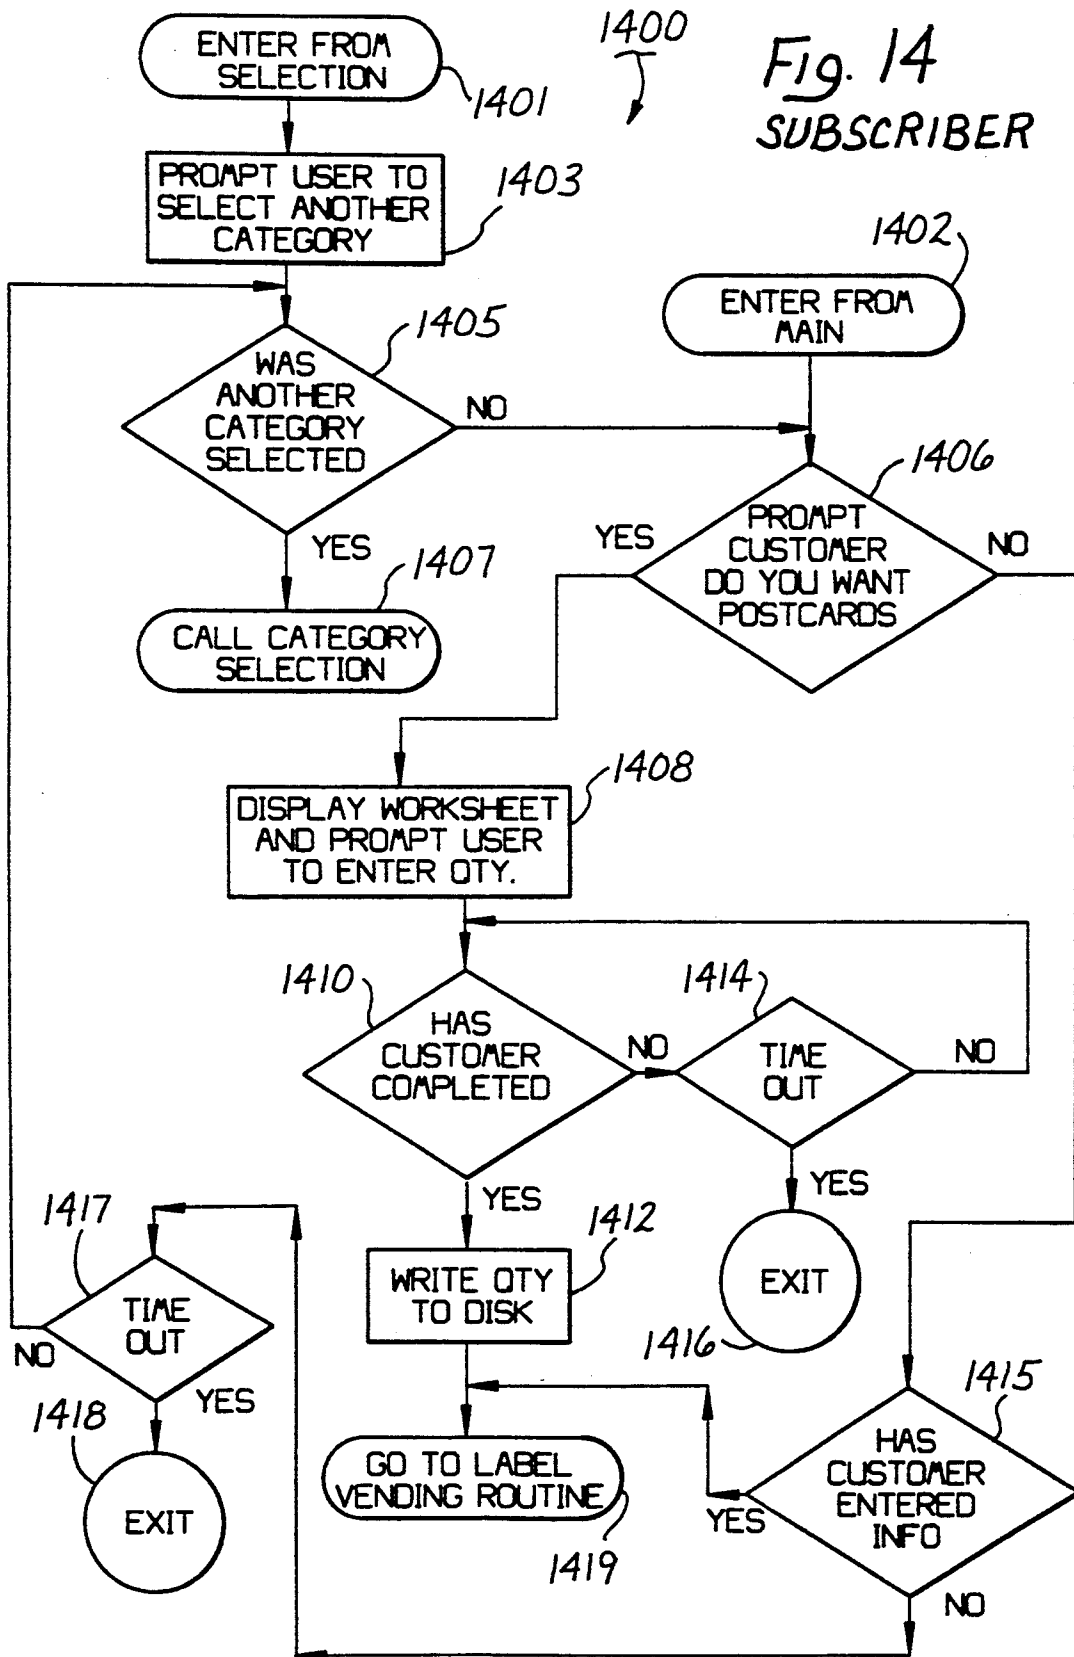 1400
Fig. 14
SUBSCRIBER
ENTER FROM
SELECTION
1401
PROMPT USER TO
SELECT ANOTHER
CATEGORY
1403
1402
ENTER FROM
MAIN
WAS
ANOTHER
CATEGORY
SELECTED
1405
NO
YES
1406
PROMPT
CUSTOMER
DO YOU WANT
POSTCARDS
YES
NO
1407
CALL CATEGORY
SELECTION
1408
DISPLAY WORKSHEET
AND PROMPT USER
TO ENTER QTY.
1410
HAS
CUSTOMER
COMPLETED
NO
1414
TIME
OUT
NO
YES
YES
1412
WRITE QTY
TO DISK
EXIT
1416
1417
TIME
OUT
NO
YES
1418
EXIT
GO TO LABEL
VENDING ROUTINE
1419
1415
HAS
CUSTOMER
ENTERED
INFO
YES
NO